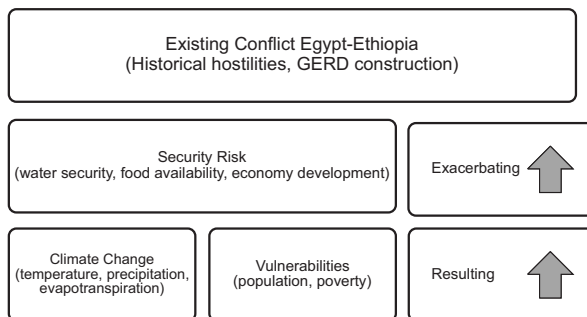 Existing Conflict Egypt-Ethiopia
(Historical hostilities, GERD construction)
Security Risk
(water security, food availability, economy development)
Exacerbating
Climate Change
(temperature, precipitation,
evapotranspiration)
Vulnerabilities
(population, poverty)
Resulting